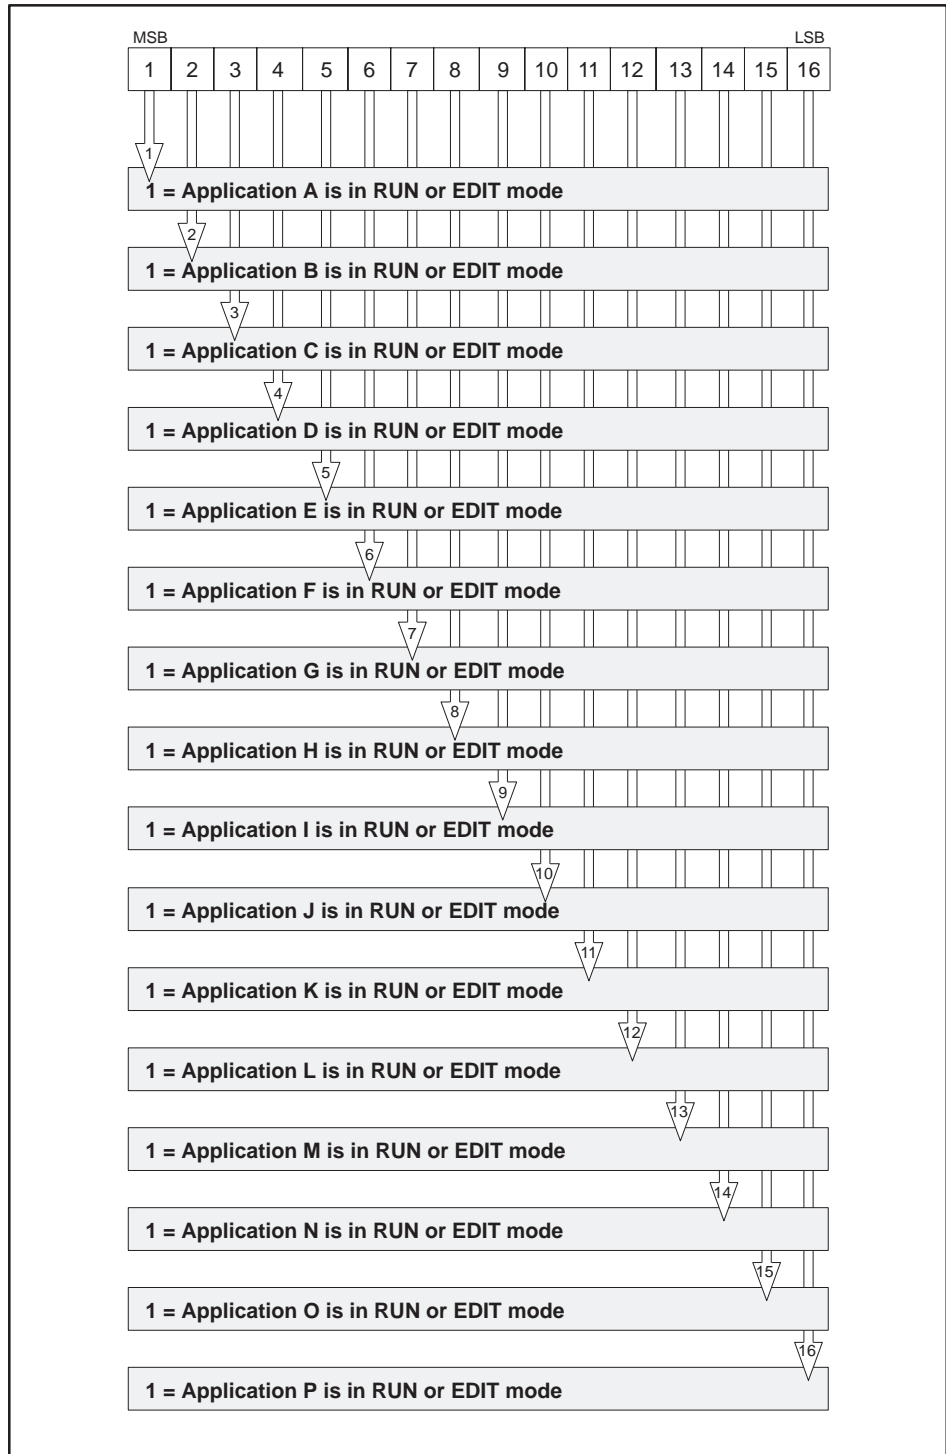 MSB LSB
1 2 3 4 5 6 7 8 9 10 11 12 13 14 15 16
1
1 = Application A is in RUN or EDIT mode
2
1 = Application B is in RUN or EDIT mode
3
1 = Application C is in RUN or EDIT mode
4
1 = Application D is in RUN or EDIT mode
5
1 = Application E is in RUN or EDIT mode
6
1 = Application F is in RUN or EDIT mode
7
1 = Application G is in RUN or EDIT mode
8
1 = Application H is in RUN or EDIT mode
9
1 = Application I is in RUN or EDIT mode
10
1 = Application J is in RUN or EDIT mode
11
1 = Application K is in RUN or EDIT mode
12
1 = Application L is in RUN or EDIT mode
13
1 = Application M is in RUN or EDIT mode
14
1 = Application N is in RUN or EDIT mode
15
1 = Application O is in RUN or EDIT mode
16
1 = Application P is in RUN or EDIT mode